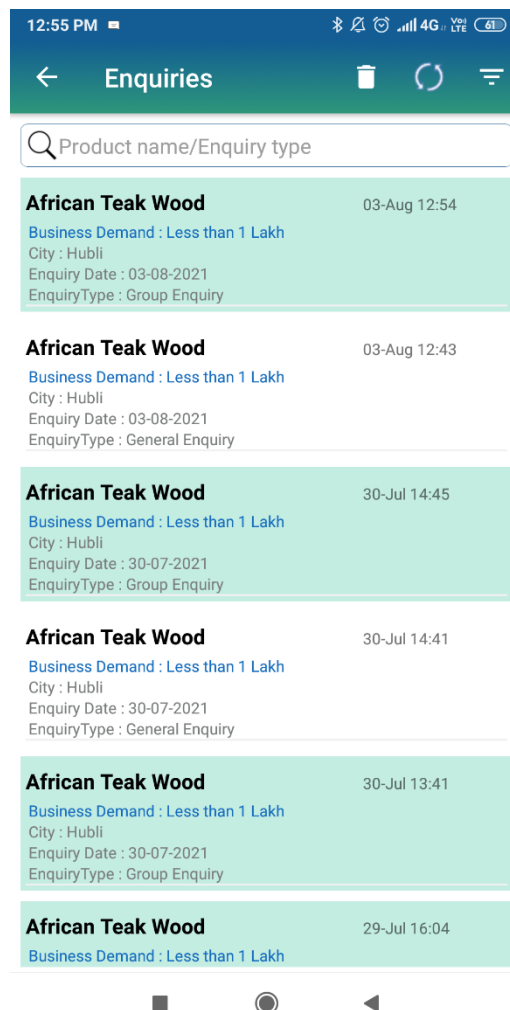 12:55 PM
4G Vo) LTE 61
Enquiries
Product name/Enquiry type
African Teak Wood 03-Aug 12:54
Business Demand : Less than 1 Lakh
City : Hubli
Enquiry Date : 03-08-2021
EnquiryType : Group Enquiry
African Teak Wood 03-Aug 12:43
Business Demand : Less than 1 Lakh
City : Hubli
Enquiry Date : 03-08-2021
EnquiryType : General Enquiry
African Teak Wood 30-Jul 14:45
Business Demand : Less than 1 Lakh
City : Hubli
Enquiry Date : 30-07-2021
EnquiryType : Group Enquiry
African Teak Wood 30-Jul 14:41
Business Demand : Less than 1 Lakh
City : Hubli
Enquiry Date : 30-07-2021
EnquiryType : General Enquiry
African Teak Wood 30-Jul 13:41
Business Demand : Less than 1 Lakh
City : Hubli
Enquiry Date : 30-07-2021
EnquiryType : Group Enquiry
African Teak Wood 29-Jul 16:04
Business Demand : Less than 1 Lakh